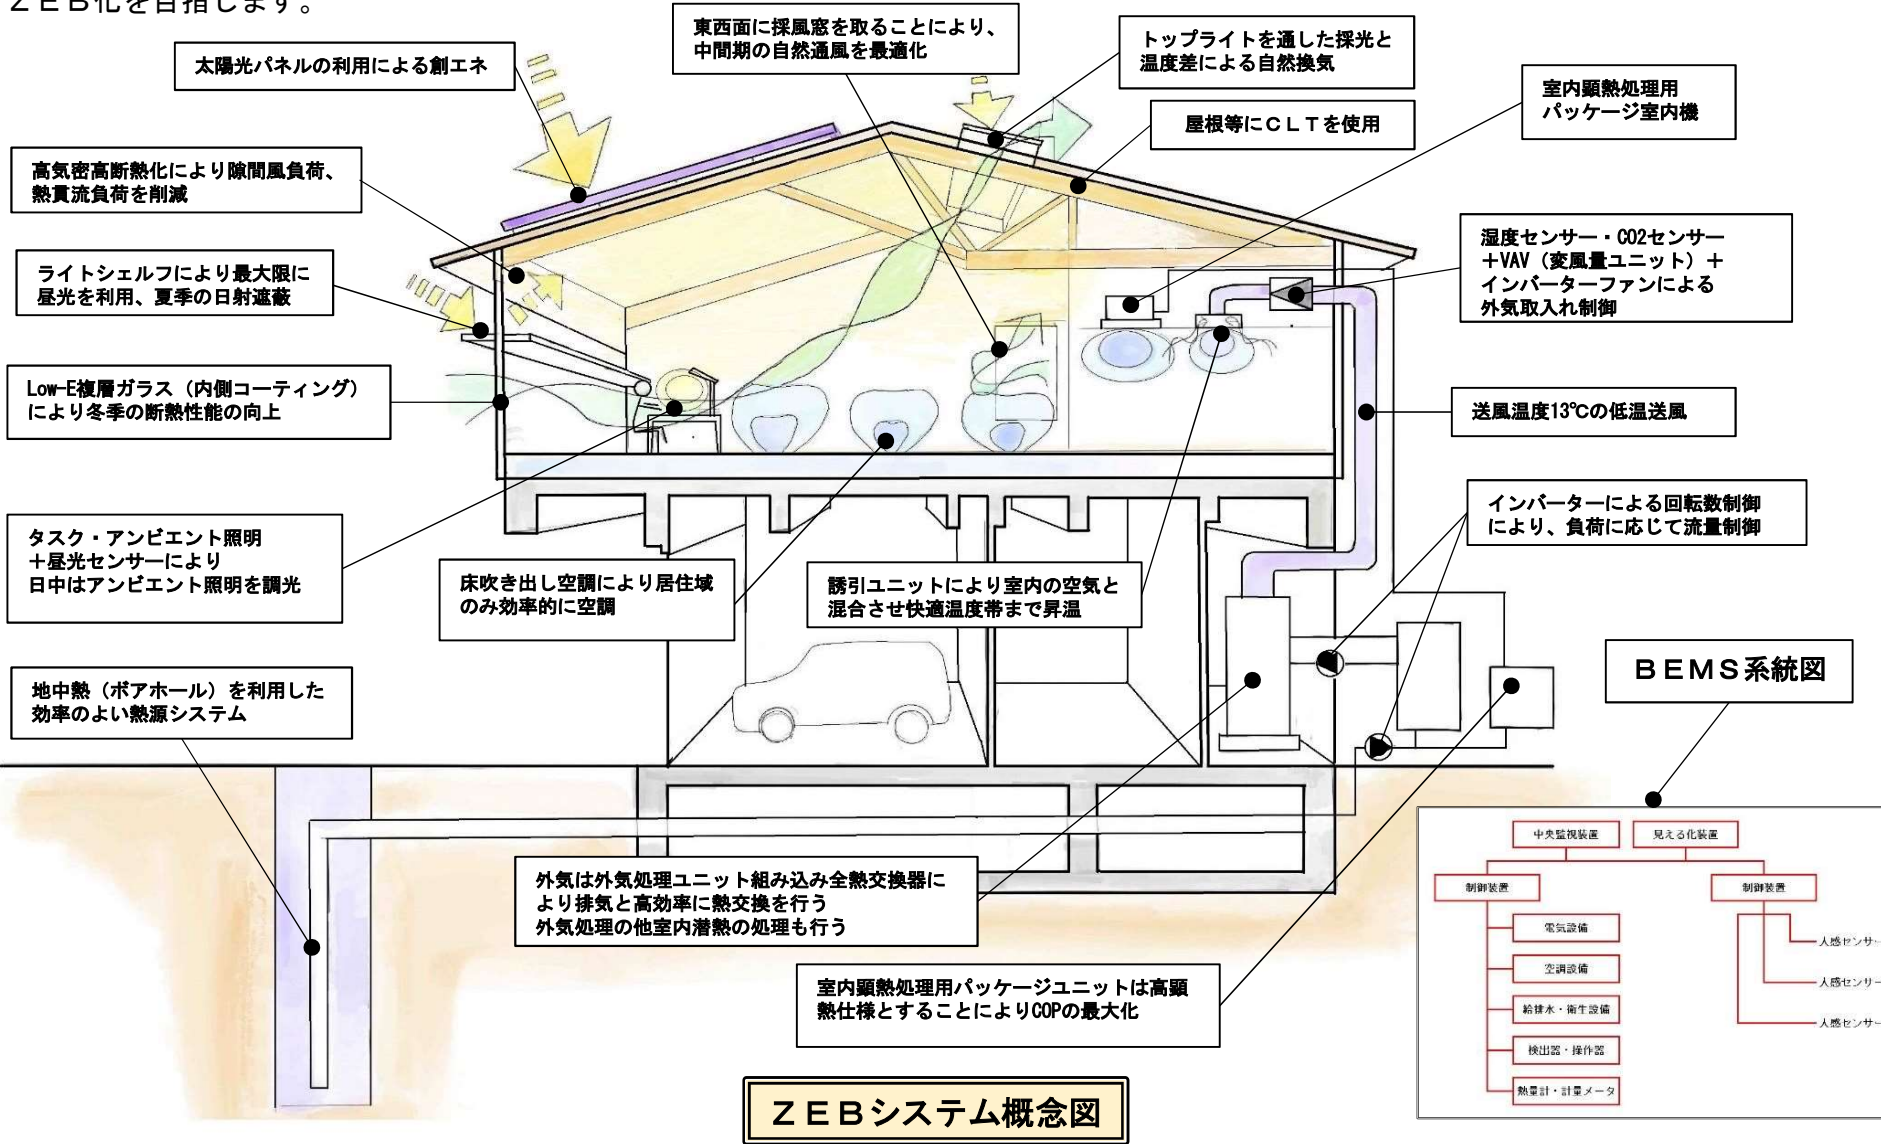 ＺＥＢ化を目指します。
太陽光パネルの利用による創エネ
東西面に採風窓を取ることにより、
中間期の自然通風を最適化
トップライトを通した採光と
温度差による自然換気
室内顕熱処理用
パッケージ室内機
屋根等にＣＬＴを使用
高気密高断熱化により隙間風負荷、
熱貫流負荷を削減
ライトシェルフにより最大限に
昼光を利用、夏季の日射遮蔽
湿度センサー・CO2センサー
＋VAV（変風量ユニット）＋
インバーターファンによる
外気取入れ制御
Low-E複層ガラス（内側コーティング）
により冬季の断熱性能の向上
送風温度13℃の低温送風
タスク・アンビエント照明
＋昼光センサーにより
日中はアンビエント照明を調光
床吹き出し空調により居住域
のみ効率的に空調
誘引ユニットにより室内の空気と
混合させ快適温度帯まで昇温
インバーターによる回転数制御
により、負荷に応じて流量制御
地中熱（ボアホール）を利用した
効率のよい熱源システム
ＢＥＭＳ系統図
外気は外気処理ユニット組み込み全熱交換器に
より排気と高効率に熱交換を行う
外気処理の他室内潜熱の処理も行う
室内顕熱処理用パッケージユニットは高顕
熱仕様とすることによりCOPの最大化
中央監視装置
見える化装置
制御装置
制御装置
電気設備
空調設備
給排水・衛生設備
検出器・操作器
熱量計・計量メータ
人感センサー
人感センサー
人感センサー
ＺＥＢシステム概念図